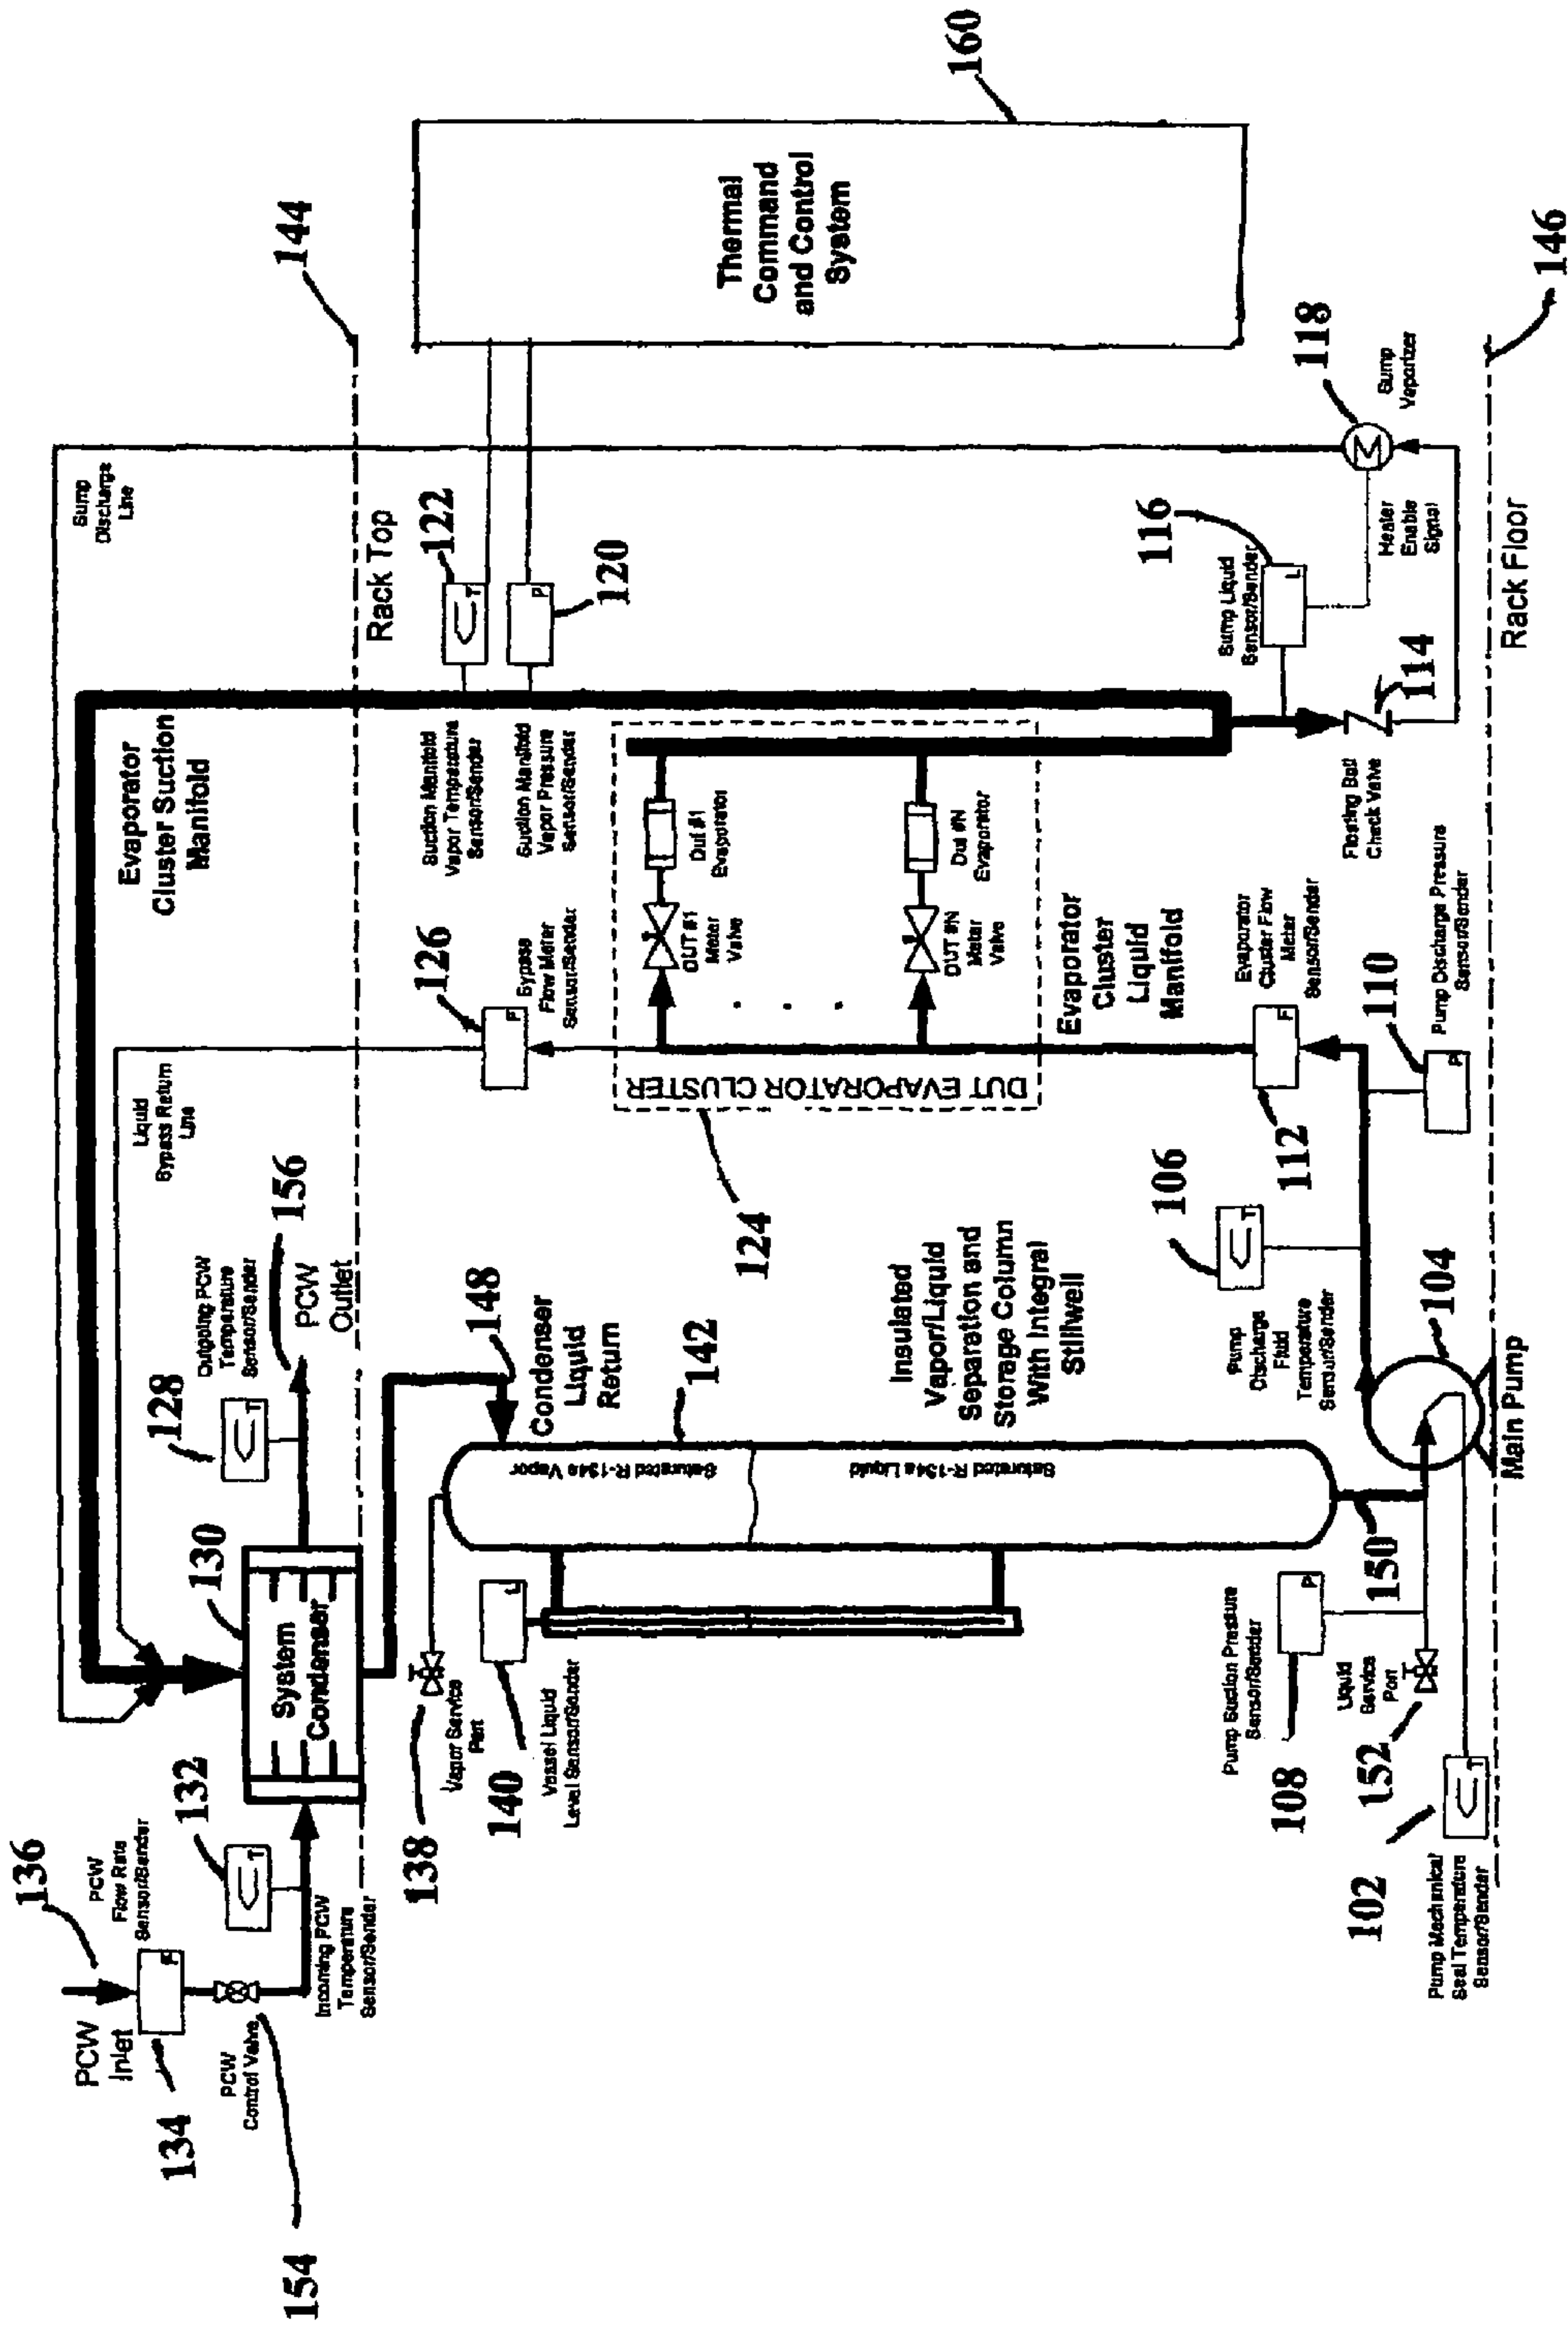 136
PCW
Inlet
PCW
Flow Rate
Sensor/Sender
134
PCW
Control Valve
154
132
Incoming PCW
Temperature
Sensor/Sender
130
System
Condenser
128
Outgoing PCW
Temperature
Sensor/Sender
156
PCW
Outlet
Liquid
Bypass Return
Line
Evaporator
Cluster Suction
Manifold
Sump
Discharge
Line
144
Rack Top
138
Vapor Service
Port
140
Vessel Liquid
Level Sensor/Sender
148
Condenser
Liquid
Return
142
Saturated R-134a Vapor
Saturated R-134a Liquid
Insulated
Vapor/Liquid
Separation and
Storage Column
With Integral
Stillwell
126
Bypass
Flow Meter
Sensor/Sender
F
Suction Manifold
Vapor Temperature
Sensor/Sender
122
T
Suction Manifold
Vapor Pressure
Sensor/Sender
120
P
Thermal
Command
and Control
System
160
124
DUT EVAPORATOR CLUSTER
DUT #1
Meter
Valve
Dut #1
Evaporator
DUT #N
Meter
Valve
Dut #N
Evaporator
Evaporator
Cluster
Liquid
Manifold
Evaporator
Cluster Flow
Meter
Sensor/Sender
112
F
106
T
Pump
Discharge
Fluid
Temperature
Sensor/Sender
110
P
Pump Discharge Pressure
Sensor/Sender
104
Main Pump
150
Pump Suction Pressure
Sensor/Sender
108
P
Liquid
Service
Port
152
102
T
Pump Mechanical
Seal Temperature
Sensor/Sender
Floating Ball
Check Valve
114
Sump Liquid
Sensor/Sender
116
L
Heater
Enable
Signal
118
Sump
Vaporizer
Rack Floor
146
F
T
T
L